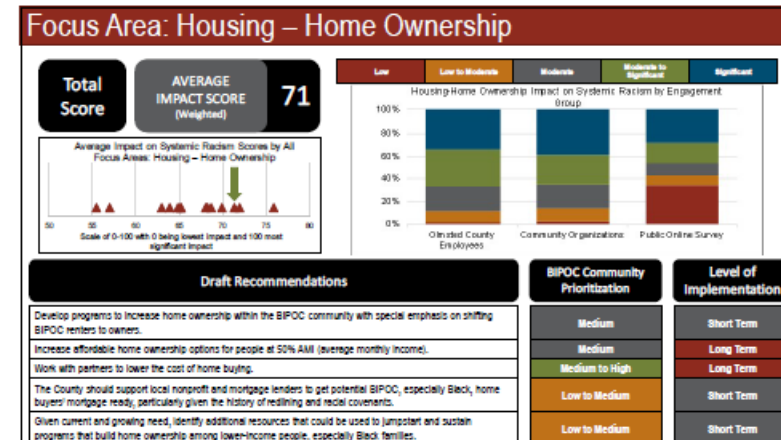 Focus Area: Housing – Home Ownership
Total
Score
AVERAGE
IMPACT SCORE
(Weighted)
71
Average Impact on Systemic Racism Scores by All
Focus Areas: Housing – Home Ownership
50 55 60 65 70 75 80
Scale of 0-100 with 0 being lowest impact and 100 most
significant impact
Low
Low to Moderate
Moderate
Moderate to
Significant
Significant
Housing-Home Ownership Impact on Systemic Racism by Engagement
Group
100%
80%
60%
40%
20%
0%
Olmsted County
Employees
Community Organizations
Public Online Survey
Draft Recommendations
BIPOC Community
Prioritization
Level of
Implementation
Develop programs to increase home ownership within the BIPOC community with special emphasis on shifting
BIPOC renters to owners.
Medium
Short Term
Increase affordable home ownership options for people at 50% AMI (average monthly income).
Medium
Long Term
Work with partners to lower the cost of home buying.
Medium to High
Long Term
The County should support local nonprofit and mortgage lenders to get potential BIPOC, especially Black, home
buyers' mortgage ready, particularly given the history of redlining and racial covenants.
Low to Medium
Short Term
Given current and growing need, identify additional resources that could be used to jumpstart and sustain
programs that build home ownership among lower-income people, especially Black families.
Low to Medium
Short Term